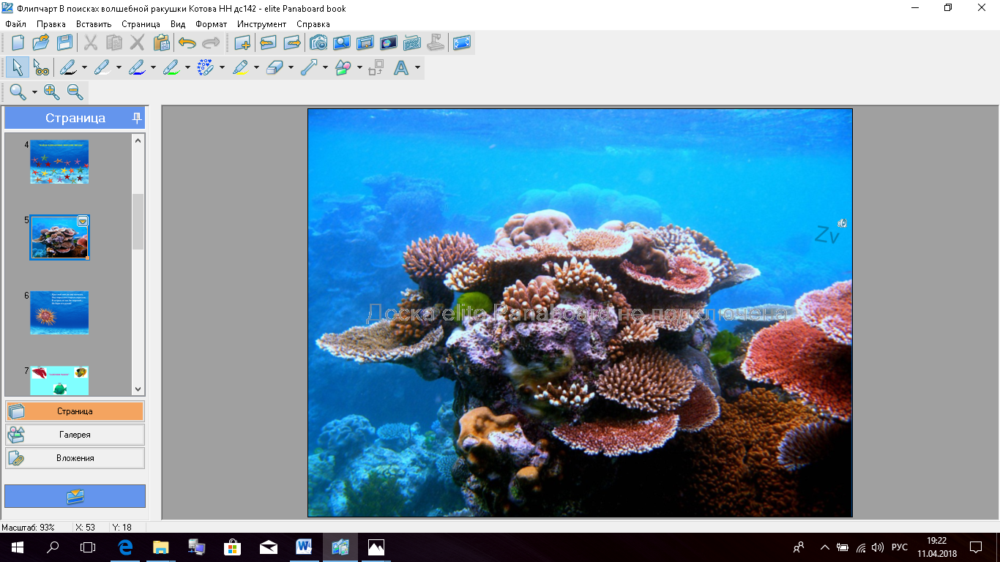 Флипчарт В поисках волшебной ракушки Котова НН дс142 - elite Panaboard book
Файл Правка Вставить Страница Вид Формат Инструмент Справка
Страница
4
5
6
7
Zv
Доска elite Panaboard не подключена
Страница
Галерея
Вложения
Масштаб: 93% X: 53 Y: 18
РУС
19:22
11.04.2018